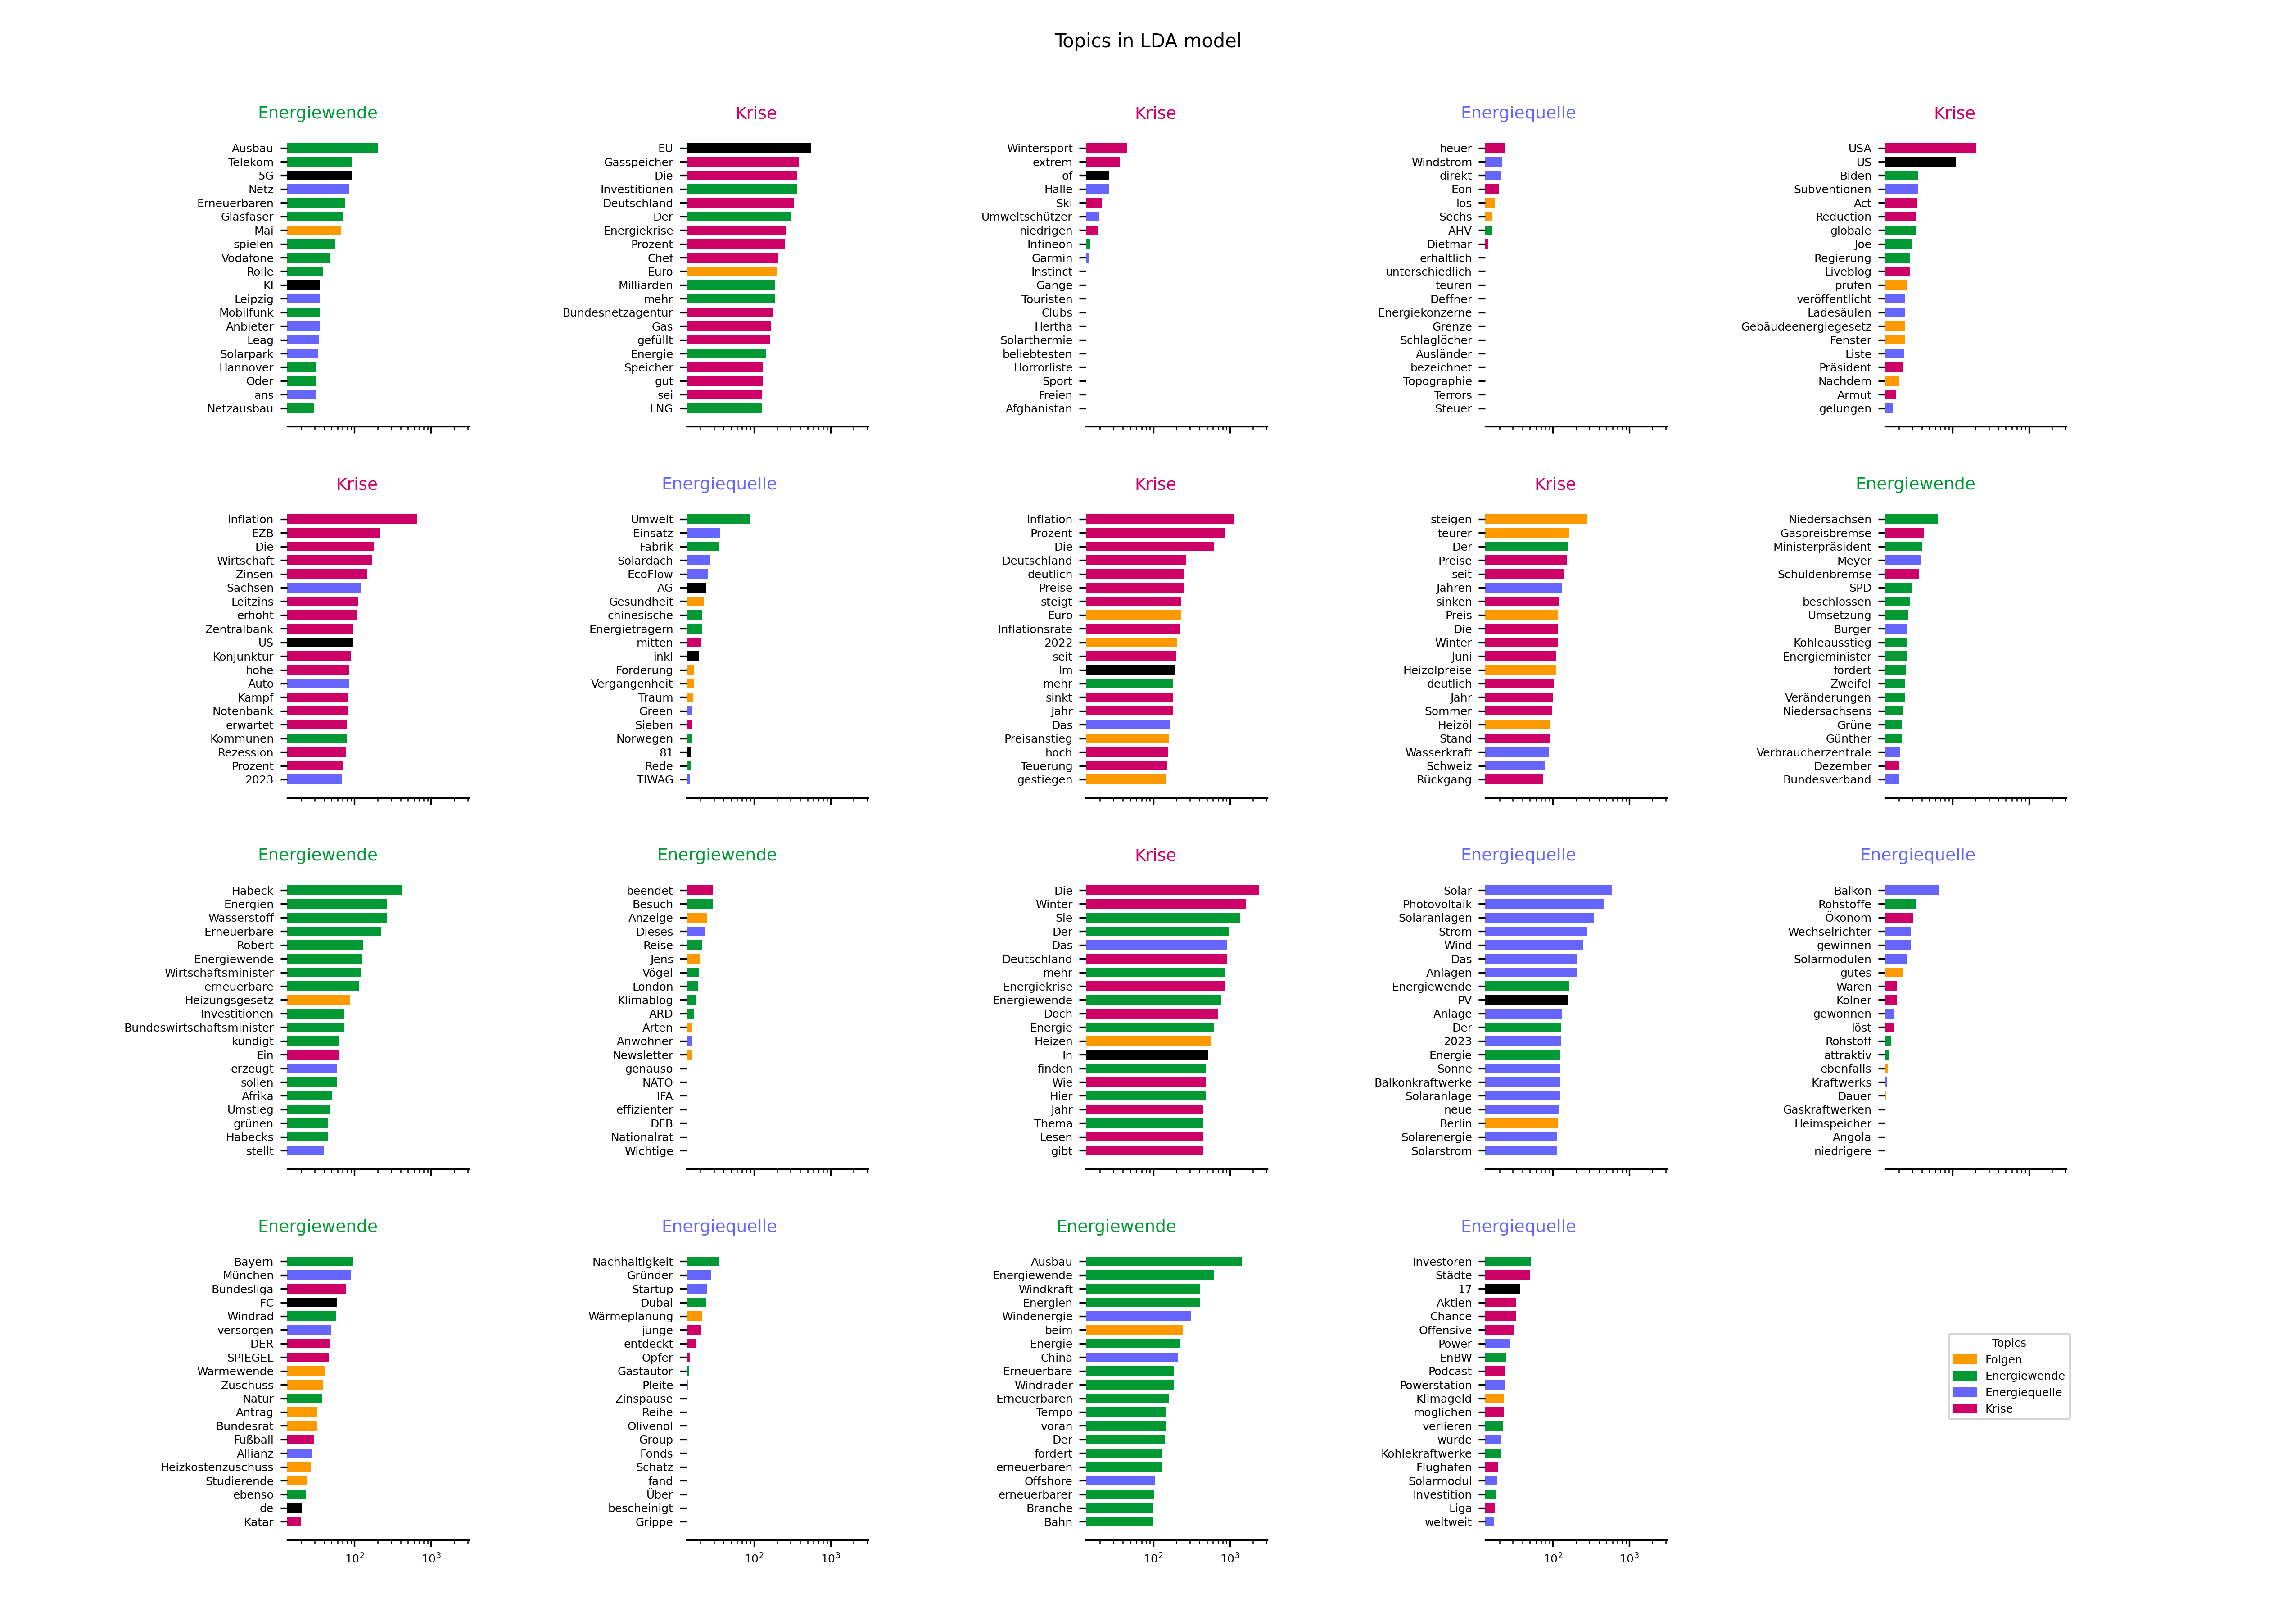 Topics in LDA model
Energiewende
Ausbau
Telekom
5G
Netz
Erneuerbaren
Glasfaser
Mai
spielen
Vodafone
Rolle
KI
Leipzig
Mobilfunk
Anbieter
Leag
Solarpark
Hannover
Oder
ans
Netzausbau
Krise
EU
Gasspeicher
Die
Investitionen
Deutschland
Der
Energiekrise
Prozent
Chef
Euro
Milliarden
mehr
Bundesnetzagentur
Gas
gefüllt
Energie
Speicher
gut
sei
LNG
Krise
Wintersport
extrem
of
Halle
Ski
Umweltschützer
niedrigen
Infineon
Garmin
Instinct
Gange
Touristen
Clubs
Hertha
Solarthermie
beliebtesten
Horrorliste
Sport
Freien
Afghanistan
Energiequelle
heuer
Windstrom
direkt
Eon
los
Sechs
AHV
Dietmar
erhältlich
unterschiedlich
teuren
Deffner
Energiekonzerne
Grenze
Schlaglöcher
Ausländer
bezeichnet
Topographie
Terrors
Steuer
Krise
USA
US
Biden
Subventionen
Act
Reduction
globale
Joe
Regierung
Liveblog
prüfen
veröffentlicht
Ladesäulen
Gebäudeenergiegesetz
Fenster
Liste
Präsident
Nachdem
Armut
gelungen
Krise
Inflation
EZB
Die
Wirtschaft
Zinsen
Sachsen
Leitzins
erhöht
Zentralbank
US
Konjunktur
hohe
Auto
Kampf
Notenbank
erwartet
Kommunen
Rezession
Prozent
2023
Energiequelle
Umwelt
Einsatz
Fabrik
Solardach
EcoFlow
AG
Gesundheit
chinesische
Energieträgern
mitten
inkl
Forderung
Vergangenheit
Traum
Green
Sieben
Norwegen
81
Rede
TIWAG
Krise
Inflation
Prozent
Die
Deutschland
deutlich
Preise
steigt
Euro
Inflationsrate
2022
seit
Im
mehr
sinkt
Jahr
Das
Preisanstieg
hoch
Teuerung
gestiegen
Krise
steigen
teurer
Der
Preise
seit
Jahren
sinken
Preis
Die
Winter
Juni
Heizölpreise
deutlich
Jahr
Sommer
Heizöl
Stand
Wasserkraft
Schweiz
Rückgang
Energiewende
Niedersachsen
Gaspreisbremse
Ministerpräsident
Meyer
Schuldenbremse
SPD
beschlossen
Umsetzung
Burger
Kohleausstieg
Energieminister
fordert
Zweifel
Veränderungen
Niedersachsens
Grüne
Günther
Verbraucherzentrale
Dezember
Bundesverband
Energiewende
Habeck
Energien
Wasserstoff
Erneuerbare
Robert
Energiewende
Wirtschaftsminister
erneuerbare
Heizungsgesetz
Investitionen
Bundeswirtschaftsminister
kündigt
Ein
erzeugt
sollen
Afrika
Umstieg
grünen
Habecks
stellt
Energiewende
beendet
Besuch
Anzeige
Dieses
Reise
Jens
Vögel
London
Klimablog
ARD
Arten
Anwohner
Newsletter
genauso
NATO
IFA
effizienter
DFB
Nationalrat
Wichtige
Krise
Die
Winter
Sie
Der
Das
Deutschland
mehr
Energiekrise
Energiewende
Doch
Energie
Heizen
In
finden
Wie
Hier
Jahr
Thema
Lesen
gibt
Energiequelle
Solar
Photovoltaik
Solaranlagen
Strom
Wind
Das
Anlagen
Energiewende
PV
Anlage
Der
2023
Energie
Sonne
Balkonkraftwerke
Solaranlage
neue
Berlin
Solarenergie
Solarstrom
Energiequelle
Balkon
Rohstoffe
Ökonom
Wechselrichter
gewinnen
Solarmodulen
gutes
Waren
Kölner
gewonnen
löst
Rohstoff
attraktiv
ebenfalls
Kraftwerks
Dauer
Gaskraftwerken
Heimspeicher
Angola
niedrigere
Energiewende
Bayern
München
Bundesliga
FC
Windrad
versorgen
DER
SPIEGEL
Wärmewende
Zuschuss
Natur
Antrag
Bundesrat
Fußball
Allianz
Heizkostenzuschuss
Studierende
ebenso
de
Katar
10²
10³
Energiequelle
Nachhaltigkeit
Gründer
Startup
Dubai
Wärmeplanung
junge
entdeckt
Opfer
Gastautor
Pleite
Zinspause
Reihe
Olivenöl
Group
Fonds
Schatz
fand
Über
bescheinigt
Grippe
10²
10³
Energiewende
Ausbau
Energiewende
Windkraft
Energien
Windenergie
beim
Energie
China
Erneuerbare
Windräder
Erneuerbaren
Tempo
voran
Der
fordert
erneuerbaren
Offshore
erneuerbarer
Branche
Bahn
10²
10³
Energiequelle
Investoren
Städte
17
Aktien
Chance
Offensive
Power
EnBW
Podcast
Powerstation
Klimageld
möglichen
verlieren
wurde
Kohlekraftwerke
Flughafen
Solarmodul
Investition
Liga
weltweit
10²
10³
Topics
Folgen
Energiewende
Energiequelle
Krise